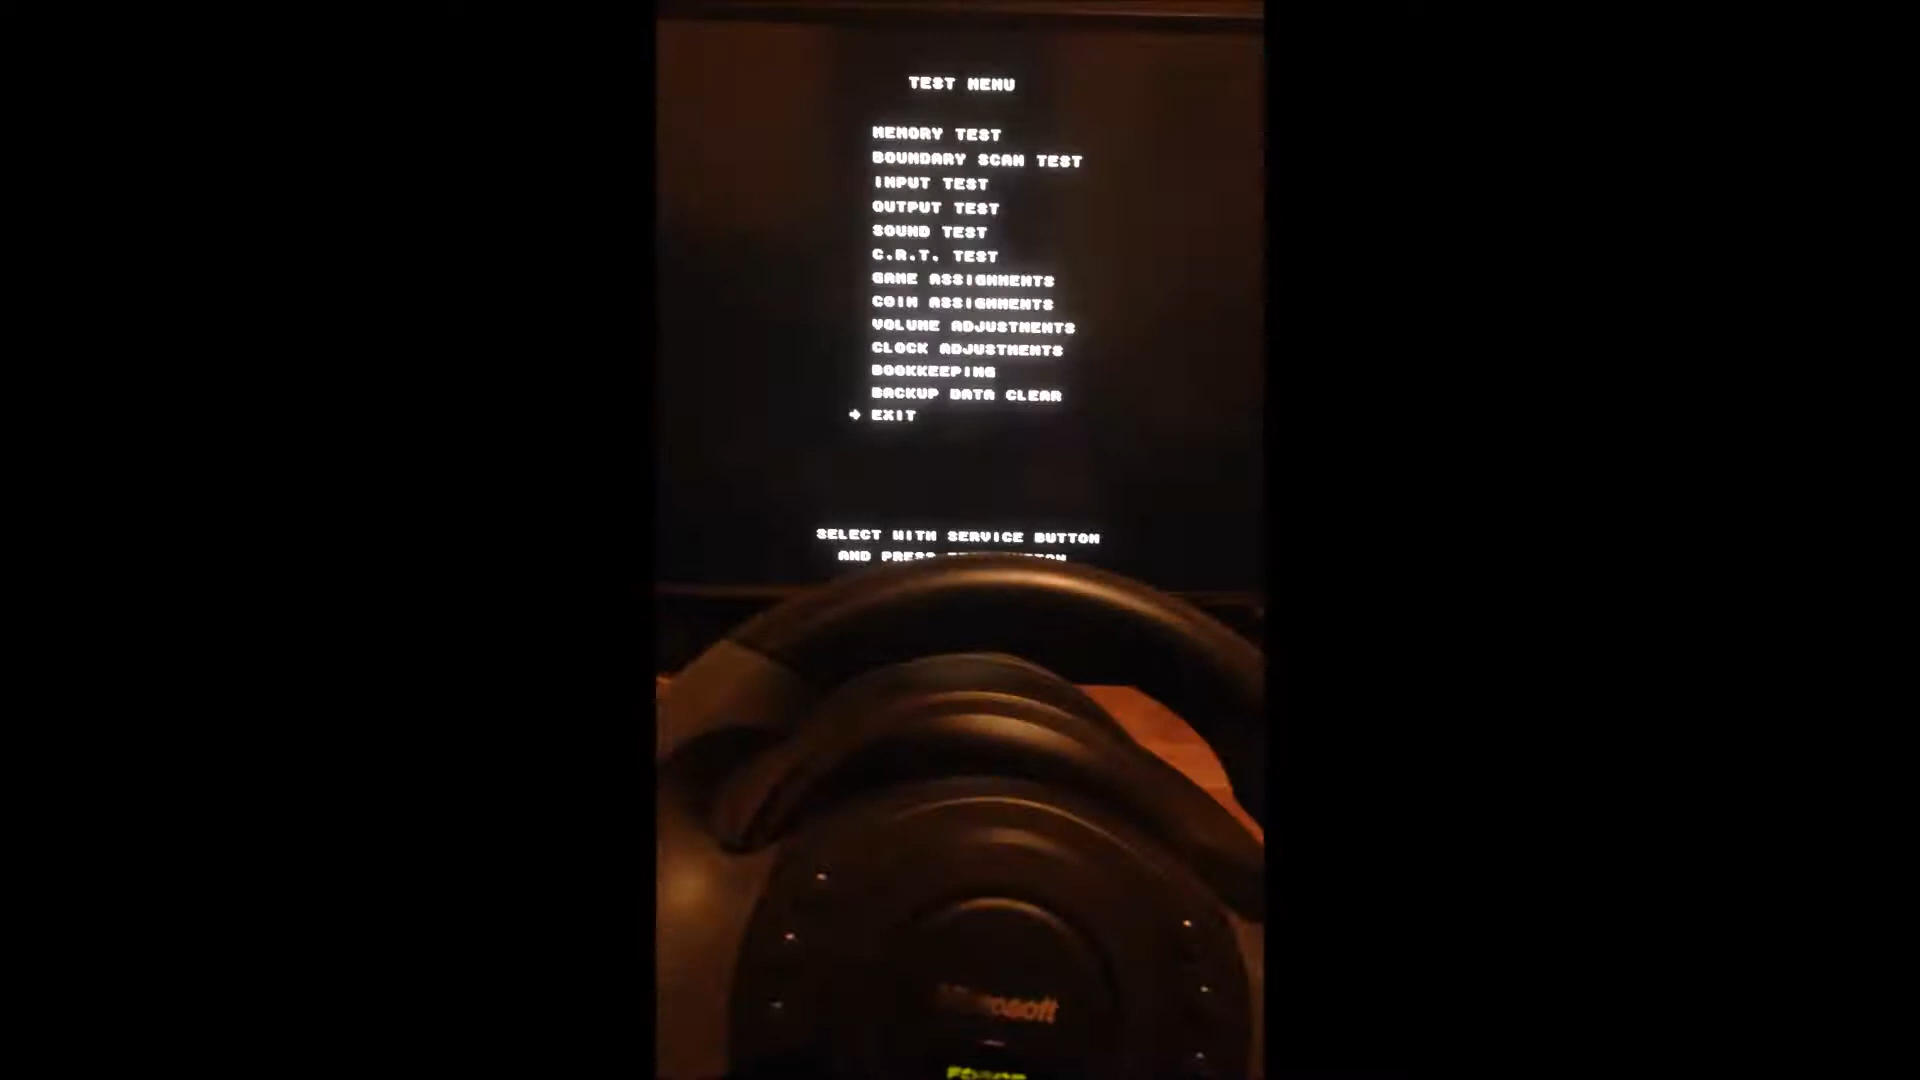 TEST MENU
MEMORY TEST
BOUNDARY SCAN TEST
INPUT TEST
OUTPUT TEST
SOUND TEST
C.R.T. TEST
GAME ASSIGNMENTS
COIN ASSIGNMENTS
VOLUME ADJUSTMENTS
CLOCK ADJUSTMENTS
BOOKKEEPING
BACKUP DATA CLEAR
→ EXIT
SELECT WITH SERVICE BUTTON
AND PRESS
Microsoft